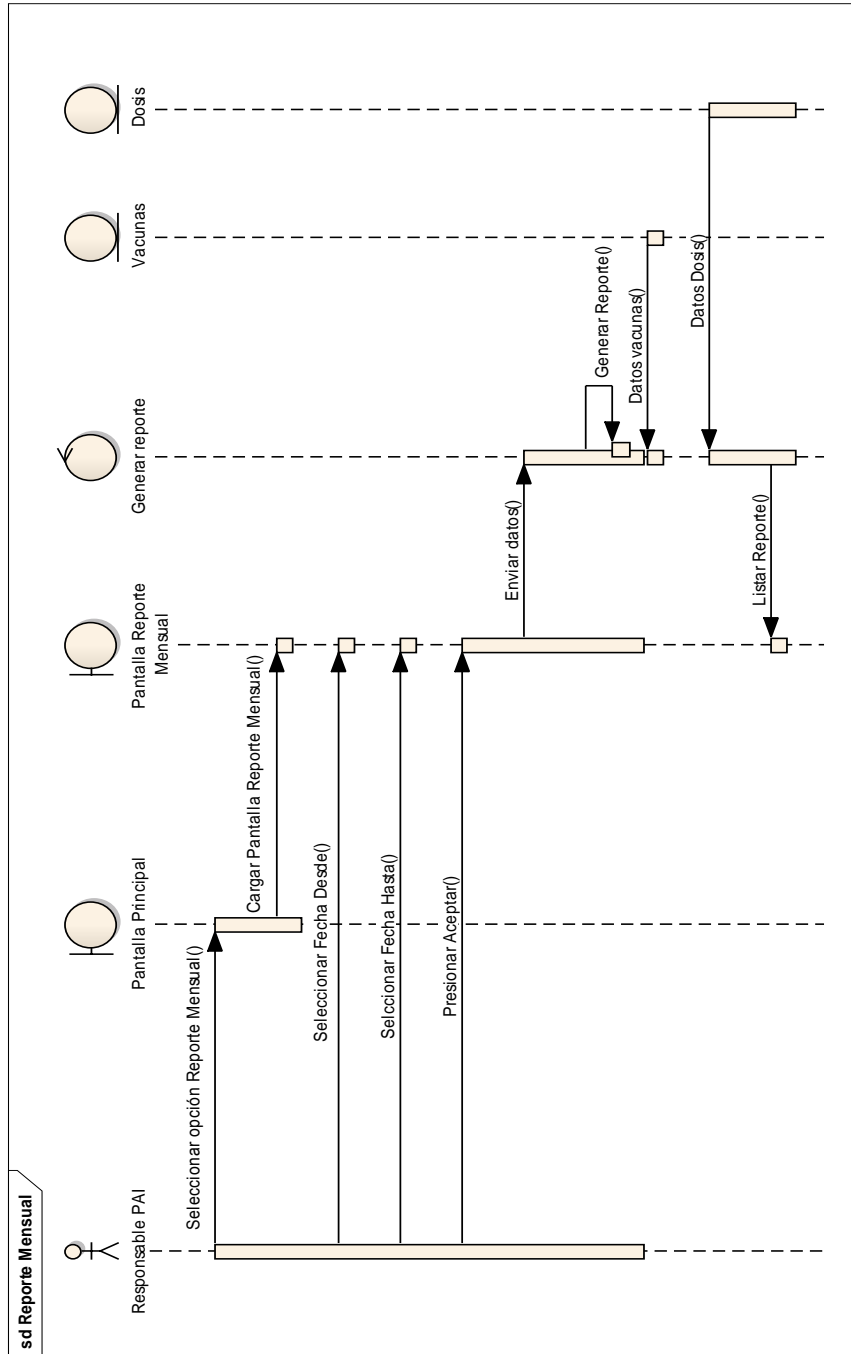 sd Reporte Mensual
Responsable PAI
Pantalla Principal
Pantalla Reporte
Mensual
Generar reporte
Vacunas
Dosis
Seleccionar opción Reporte Mensual()
Cargar Pantalla Reporte Mensual()
Seleccionar Fecha Desde()
Selccionar Fecha Hasta()
Presionar Aceptar()
Enviar datos()
Generar Reporte()
Datos vacunas()
Datos Dosis()
Listar Reporte()